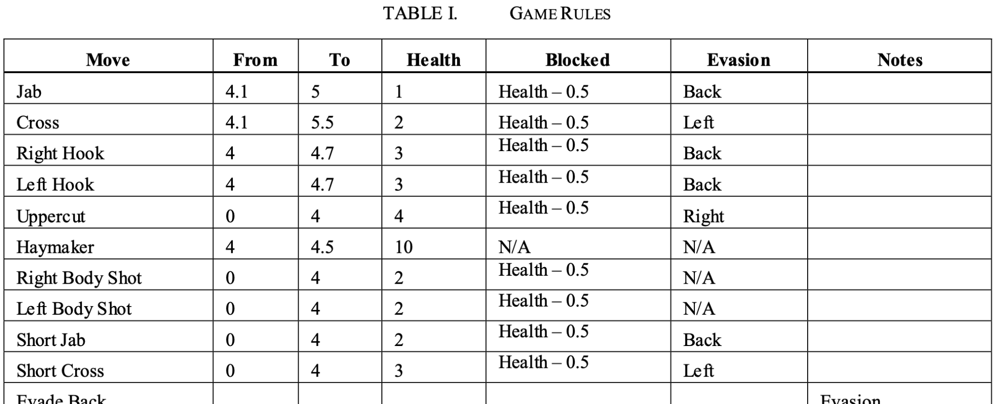 TABLE I. GAME RULES
Move From To Health Blocked Evasion Notes
Jab 4.1 5 1 Health – 0.5 Back
Cross 4.1 5.5 2 Health – 0.5 Left
Right Hook 4 4.7 3 Health – 0.5 Back
Left Hook 4 4.7 3 Health – 0.5 Back
Uppercut 0 4 4 Health – 0.5 Right
Haymaker 4 4.5 10 N/A N/A
Right Body Shot 0 4 2 Health – 0.5 N/A
Left Body Shot 0 4 2 Health – 0.5 N/A
Short Jab 0 4 2 Health – 0.5 Back
Short Cross 0 4 3 Health – 0.5 Left
Evade Back Evasion